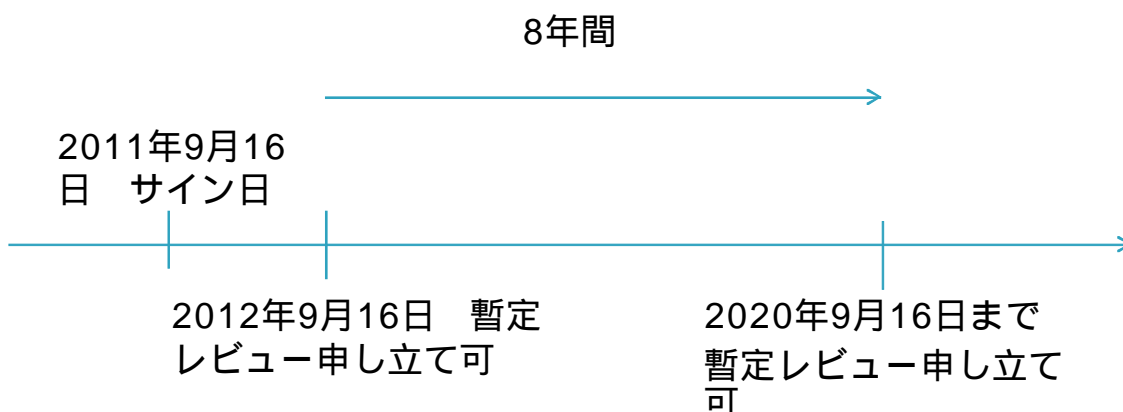 8年間
2011年9月16
日　サイン日
2012年9月16日　暫定
レビュー申し立て可
2020年9月16日まで
暫定レビュー申し立て
可